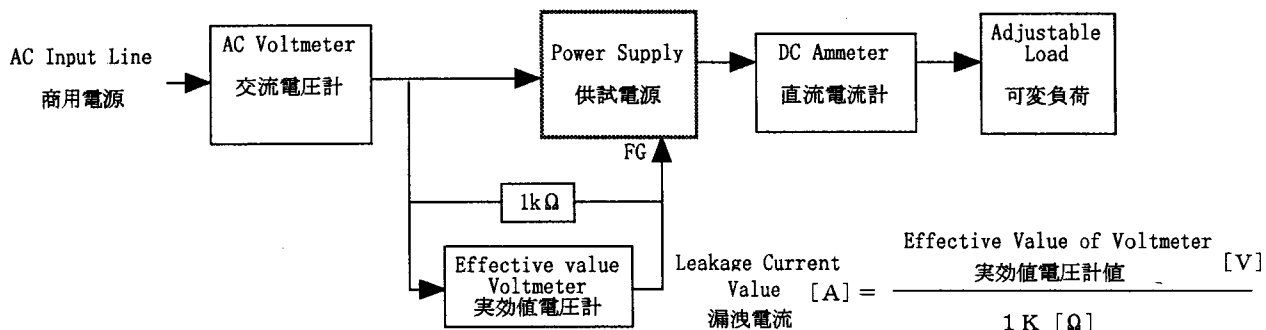 AC Input Line
商用電源
AC Voltmeter
交流電圧計
Power Supply
供試電源
DC Ammeter
直流電流計
Adjustable
Load
可変負荷
FG
1kΩ
Effective value
Voltmeter
実効値電圧計
Leakage Current
Value [A] =
漏洩電流
Effective Value of Voltmeter
実効値電圧計値 [V]
1K [Ω]